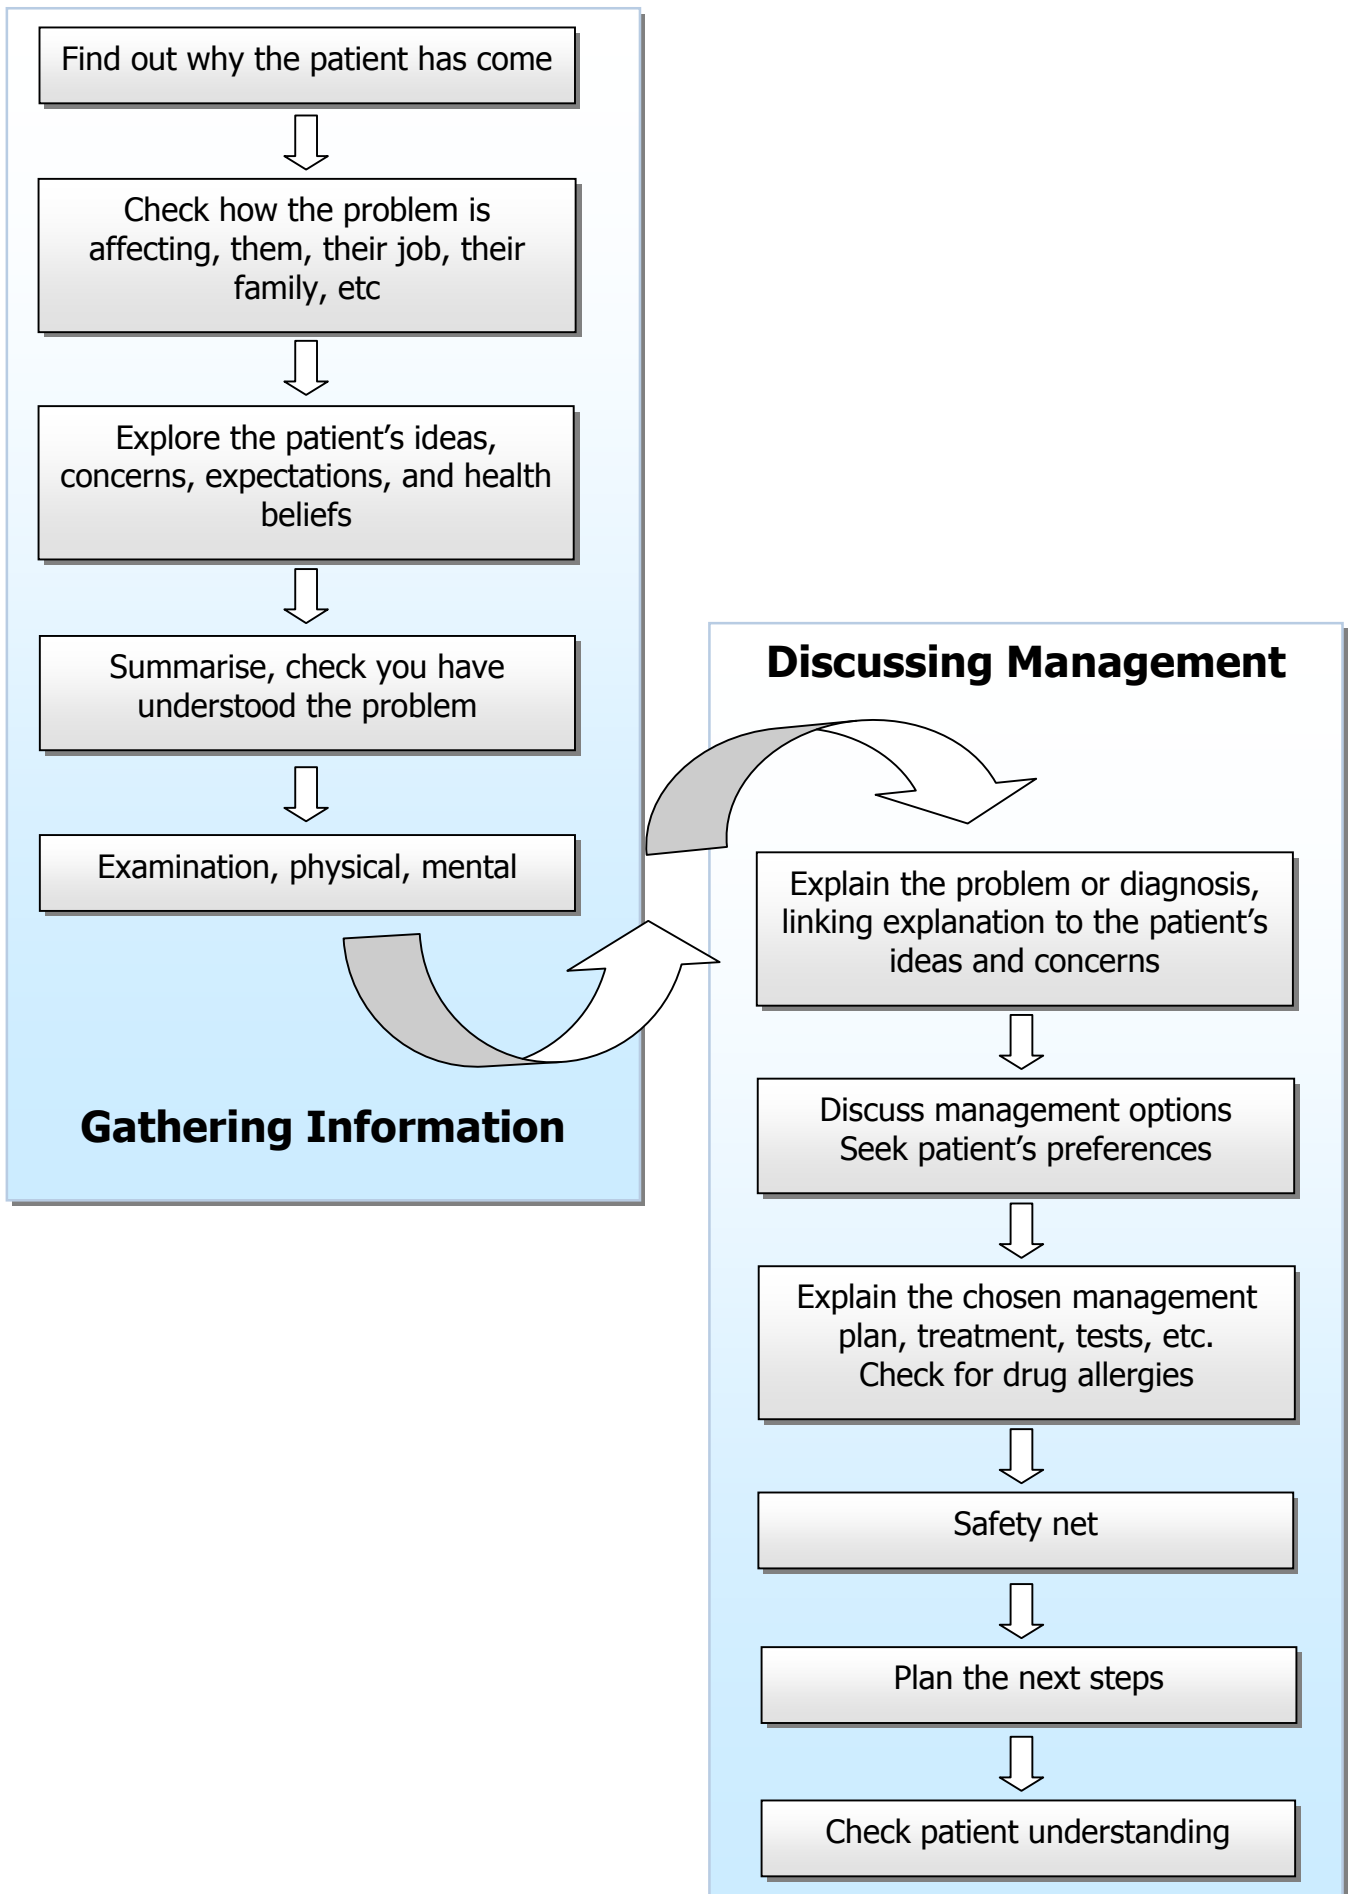 Find out why the patient has come
Check how the problem is
affecting, them, their job, their
family, etc
Explore the patient’s ideas,
concerns, expectations, and health
beliefs
Summarise, check you have
understood the problem
Examination, physical, mental
Gathering Information
Discussing Management
Explain the problem or diagnosis,
linking explanation to the patient’s
ideas and concerns
Discuss management options
Seek patient’s preferences
Explain the chosen management
plan, treatment, tests, etc.
Check for drug allergies
Safety net
Plan the next steps
Check patient understanding